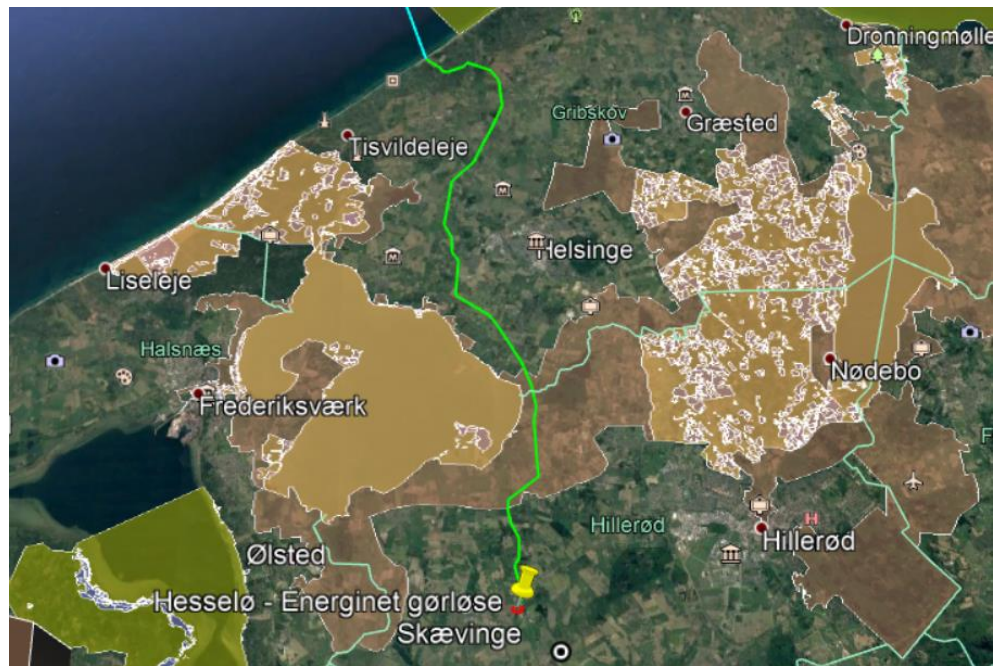 Dronningmølle
Gribskov
Græsted
Tisvildeleje
Helsinge
Liseleje
Halsnæs
Nødebo
Frederiksværk
F
Hillerød
H
Hillerød
Ølsted
Hesselø - Energinet gørløse
Skævinge